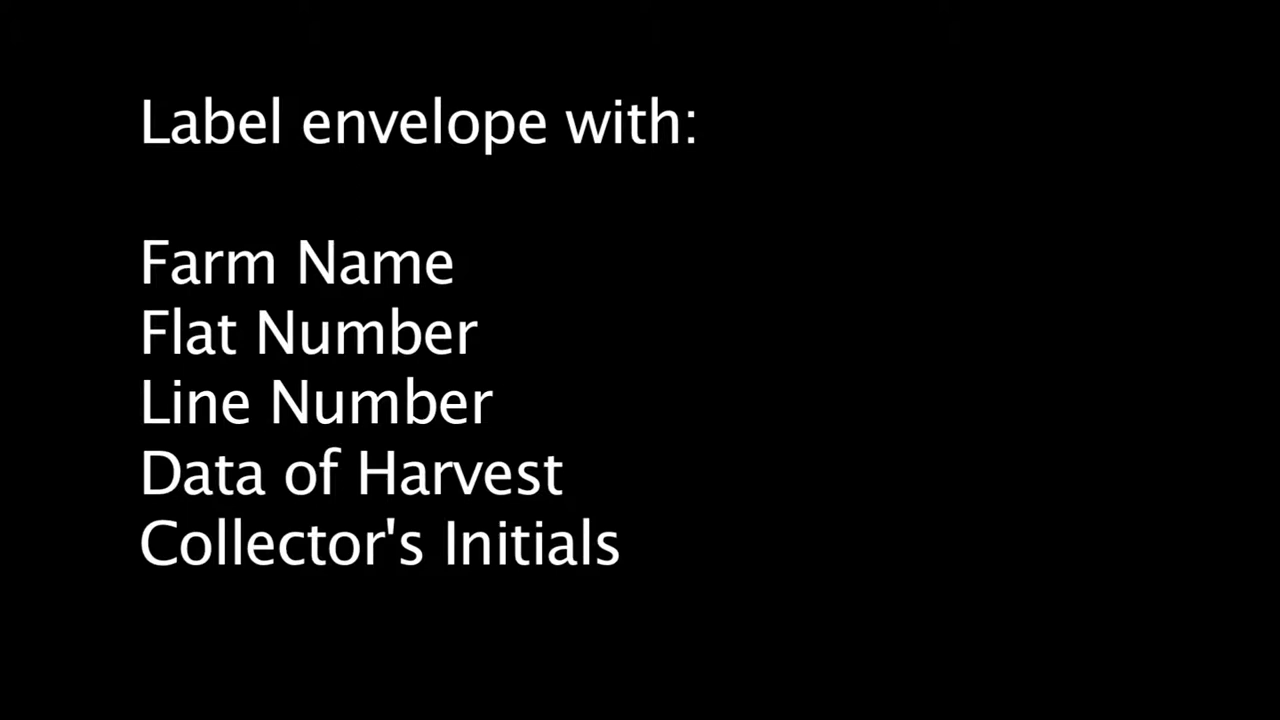 Label envelope with:
Farm Name
Flat Number
Line Number
Data of Harvest
Collector's Initials